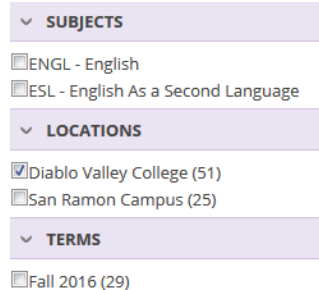 SUBJECTS
ENGL - English
ESL - English As a Second Language
LOCATIONS
Diablo Valley College (51)
San Ramon Campus (25)
TERMS
Fall 2016 (29)